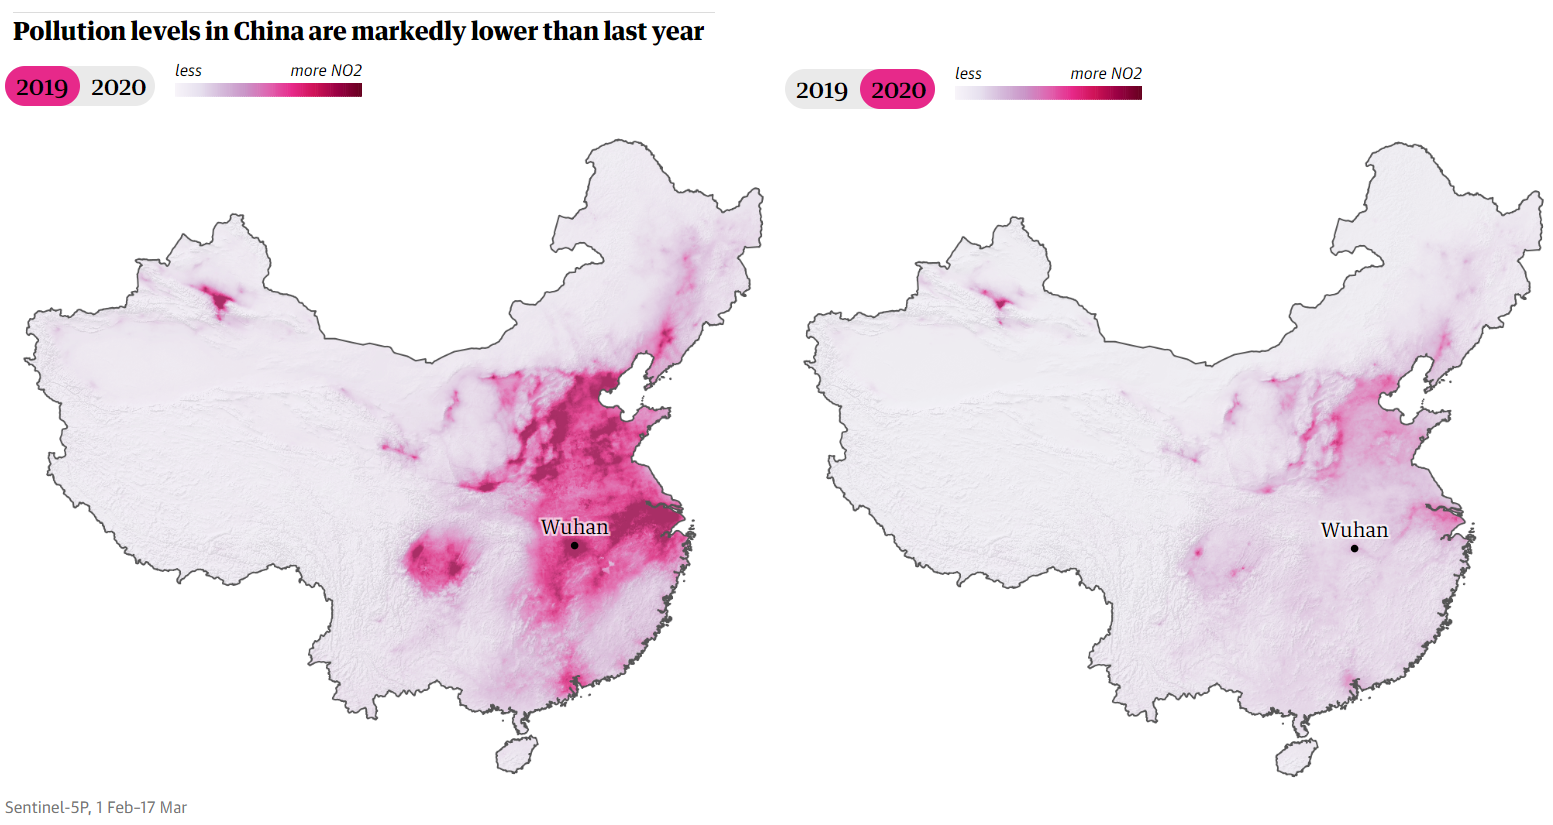 Pollution levels in China are markedly lower than last year
2019 2020
less more NO2
2019 2020
less more NO2
Wuhan
Wuhan
Sentinel-5P, 1 Feb–17 Mar